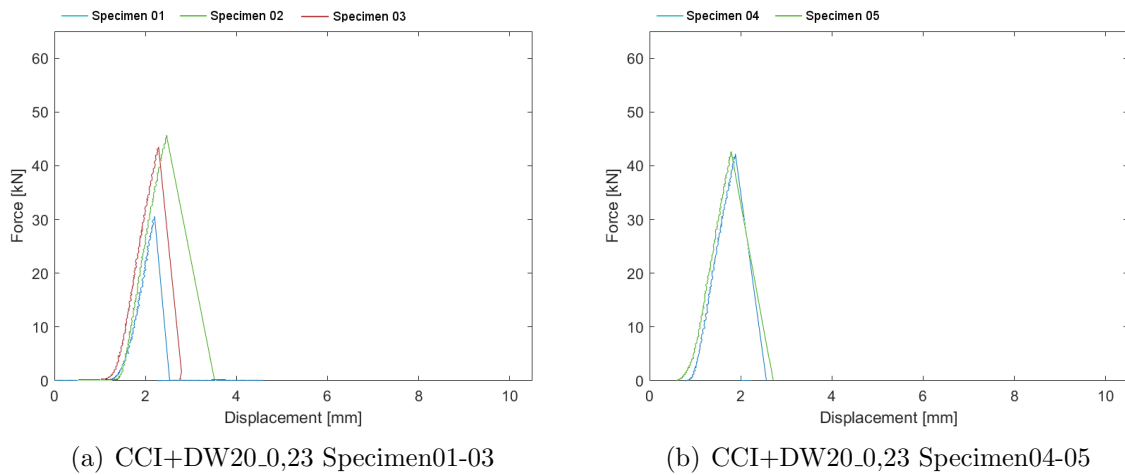 Specimen 01 Specimen 02 Specimen 03
60
50
40
30
20
10
0
Force [kN]
0 2 4 6 8 10
Displacement [mm]
(a) CCI+DW20_0,23 Specimen01-03
Specimen 04 Specimen 05
60
50
40
30
20
10
0
Force [kN]
0 2 4 6 8 10
Displacement [mm]
(b) CCI+DW20_0,23 Specimen04-05